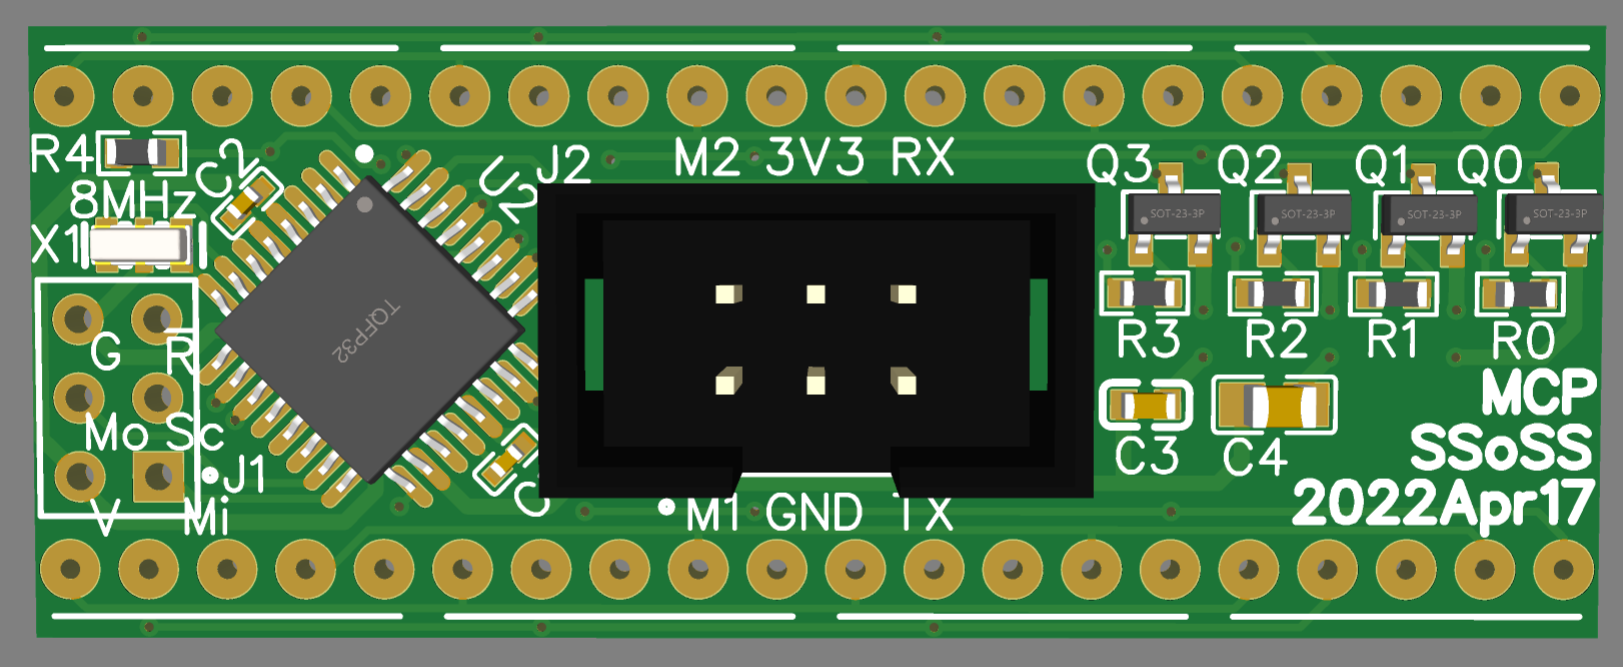 R4
C2
U2
J2
M2 3V3 RX
Q3 Q2 Q1 Q0
8MHz
X1
SOT-23-3P SOT-23-3P SOT-23-3P SOT-23-3P
TQFP32
G R
R3 R2 R1 R0
MCP
Mo Sc
C3 C4
SSoSS
J1
2022Apr17
V Mi
M1 GND TX